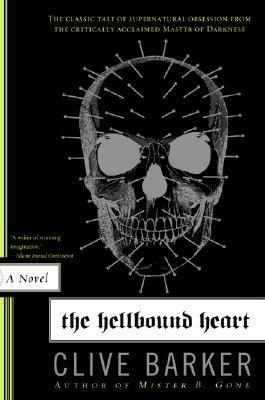 THE CLASSIC TALE OF SUPERNATURAL OBSESSION FROM
THE CRITICALLY ACCLAIMED MASTER OF DARKNESS
"A writer of stunning
imagination."
—Atlanta Journal Constitution
A Novel
the hellbound heart
CLIVE BARKER
AUTHOR OF MISTER B. GONE